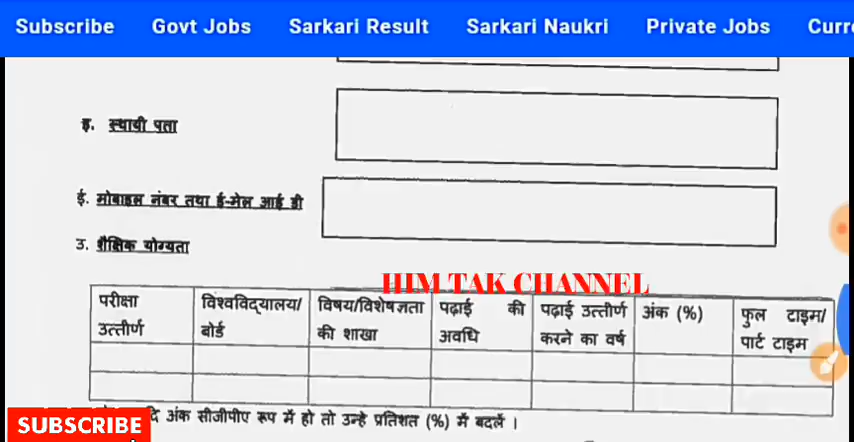 Subscribe Govt Jobs Sarkari Result Sarkari Naukri Private Jobs Curr
इ. स्थायी पता
ई. मोबाइल नंबर तथा ई-मेल आई डी
उ. शैक्षिक योग्यता
HIM TAK CHANNEL
परीक्षा उत्तीर्ण विश्वविद्यालय/ बोर्ड विषय/विशेषज्ञता की शाखा पढ़ाई की अवधि पढ़ाई उत्तीर्ण करने का वर्ष अंक (%) फुल टाइम/ पार्ट टाइम
अंक सीजीपीए रूप में हो तो उन्हे प्रतिशत (%) में बदलें ।
SUBSCRIBE